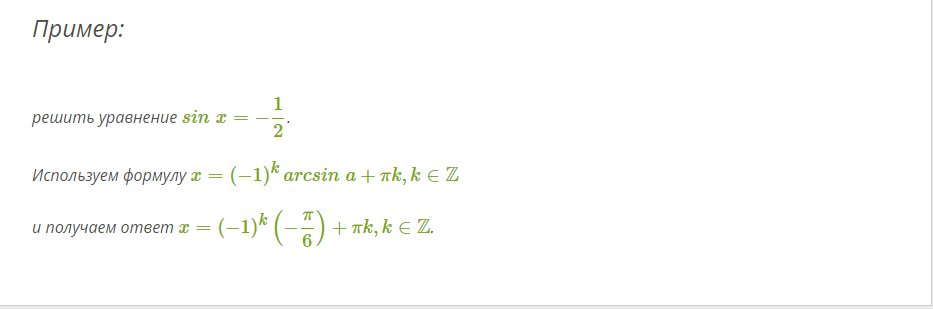 Пример:
решить уравнение sin x = −1/2.
Используем формулу x = (−1)^k arcsin a + πk, k ∈ ℤ
и получаем ответ x = (−1)^k (−π/6) + πk, k ∈ ℤ.